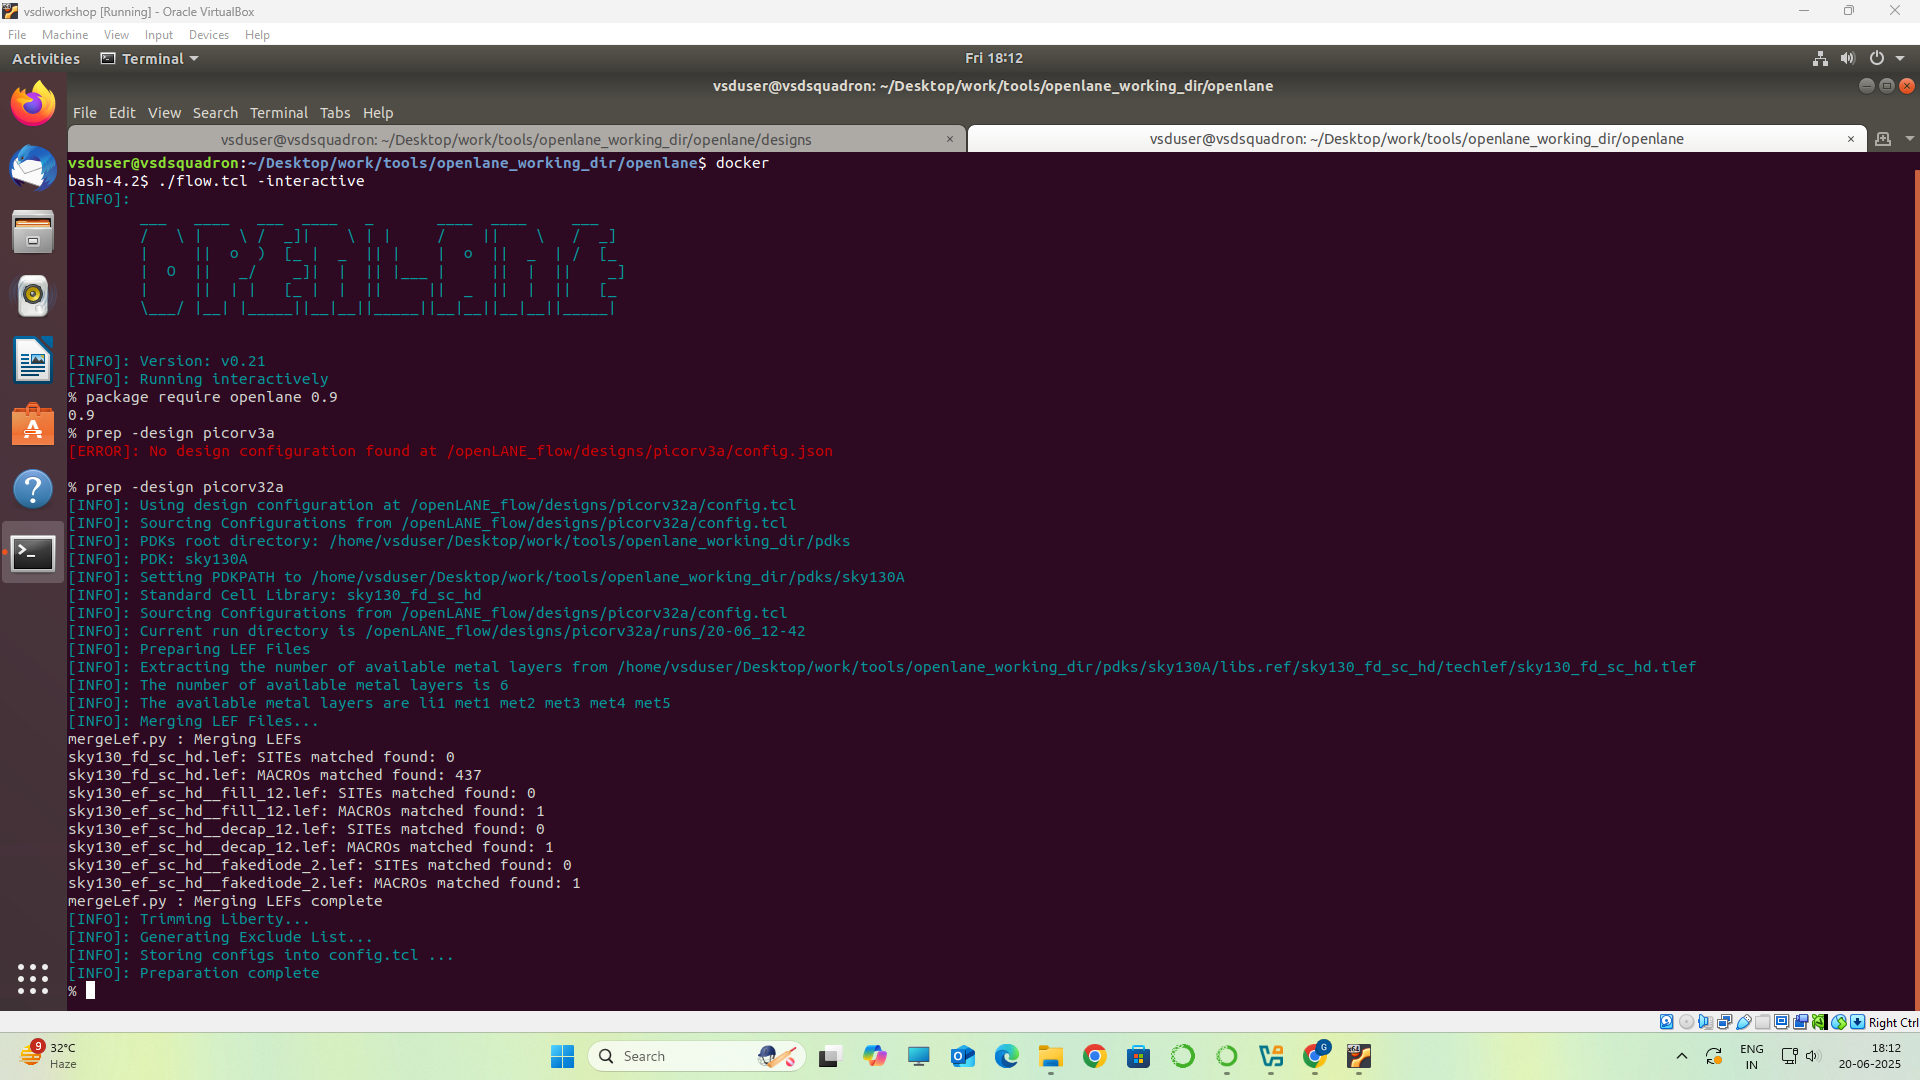 vsdiworkshop [Running] - Oracle VirtualBox
File Machine View Input Devices Help
Activities Terminal Fri 18:12
vsduser@vsdsquadron: ~/Desktop/work/tools/openlane_working_dir/openlane
File Edit View Search Terminal Tabs Help
vsduser@vsdsquadron: ~/Desktop/work/tools/openlane_working_dir/openlane/designs
vsduser@vsdsquadron: ~/Desktop/work/tools/openlane_working_dir/openlane
vsduser@vsdsquadron:~/Desktop/work/tools/openlane_working_dir/openlane$ docker
bash-4.2$ ./flow.tcl -interactive
[INFO]:
OPENLANE
[INFO]: Version: v0.21
[INFO]: Running interactively
% package require openlane 0.9
0.9
% prep -design picorv3a
[ERROR]: No design configuration found at /openLANE_flow/designs/picorv3a/config.json
% prep -design picorv32a
[INFO]: Using design configuration at /openLANE_flow/designs/picorv32a/config.tcl
[INFO]: Sourcing Configurations from /openLANE_flow/designs/picorv32a/config.tcl
[INFO]: PDKs root directory: /home/vsduser/Desktop/work/tools/openlane_working_dir/pdks
[INFO]: PDK: sky130A
[INFO]: Setting PDKPATH to /home/vsduser/Desktop/work/tools/openlane_working_dir/pdks/sky130A
[INFO]: Standard Cell Library: sky130_fd_sc_hd
[INFO]: Sourcing Configurations from /openLANE_flow/designs/picorv32a/config.tcl
[INFO]: Current run directory is /openLANE_flow/designs/picorv32a/runs/20-06_12-42
[INFO]: Preparing LEF Files
[INFO]: Extracting the number of available metal layers from /home/vsduser/Desktop/work/tools/openlane_working_dir/pdks/sky130A/libs.ref/sky130_fd_sc_hd/techlef/sky130_fd_sc_hd.tlef
[INFO]: The number of available metal layers is 6
[INFO]: The available metal layers are li1 met1 met2 met3 met4 met5
[INFO]: Merging LEF Files...
mergeLef.py : Merging LEFs
sky130_fd_sc_hd.lef: SITEs matched found: 0
sky130_fd_sc_hd.lef: MACROs matched found: 437
sky130_ef_sc_hd__fill_12.lef: SITEs matched found: 0
sky130_ef_sc_hd__fill_12.lef: MACROs matched found: 1
sky130_ef_sc_hd__decap_12.lef: SITEs matched found: 0
sky130_ef_sc_hd__decap_12.lef: MACROs matched found: 1
sky130_ef_sc_hd__fakediode_2.lef: SITEs matched found: 0
sky130_ef_sc_hd__fakediode_2.lef: MACROs matched found: 1
mergeLef.py : Merging LEFs complete
[INFO]: Trimming Liberty...
[INFO]: Generating Exclude List...
[INFO]: Storing configs into config.tcl ...
[INFO]: Preparation complete
%
Right Ctrl
9
32°C
Haze
Search
ENG
IN
18:12
20-06-2025